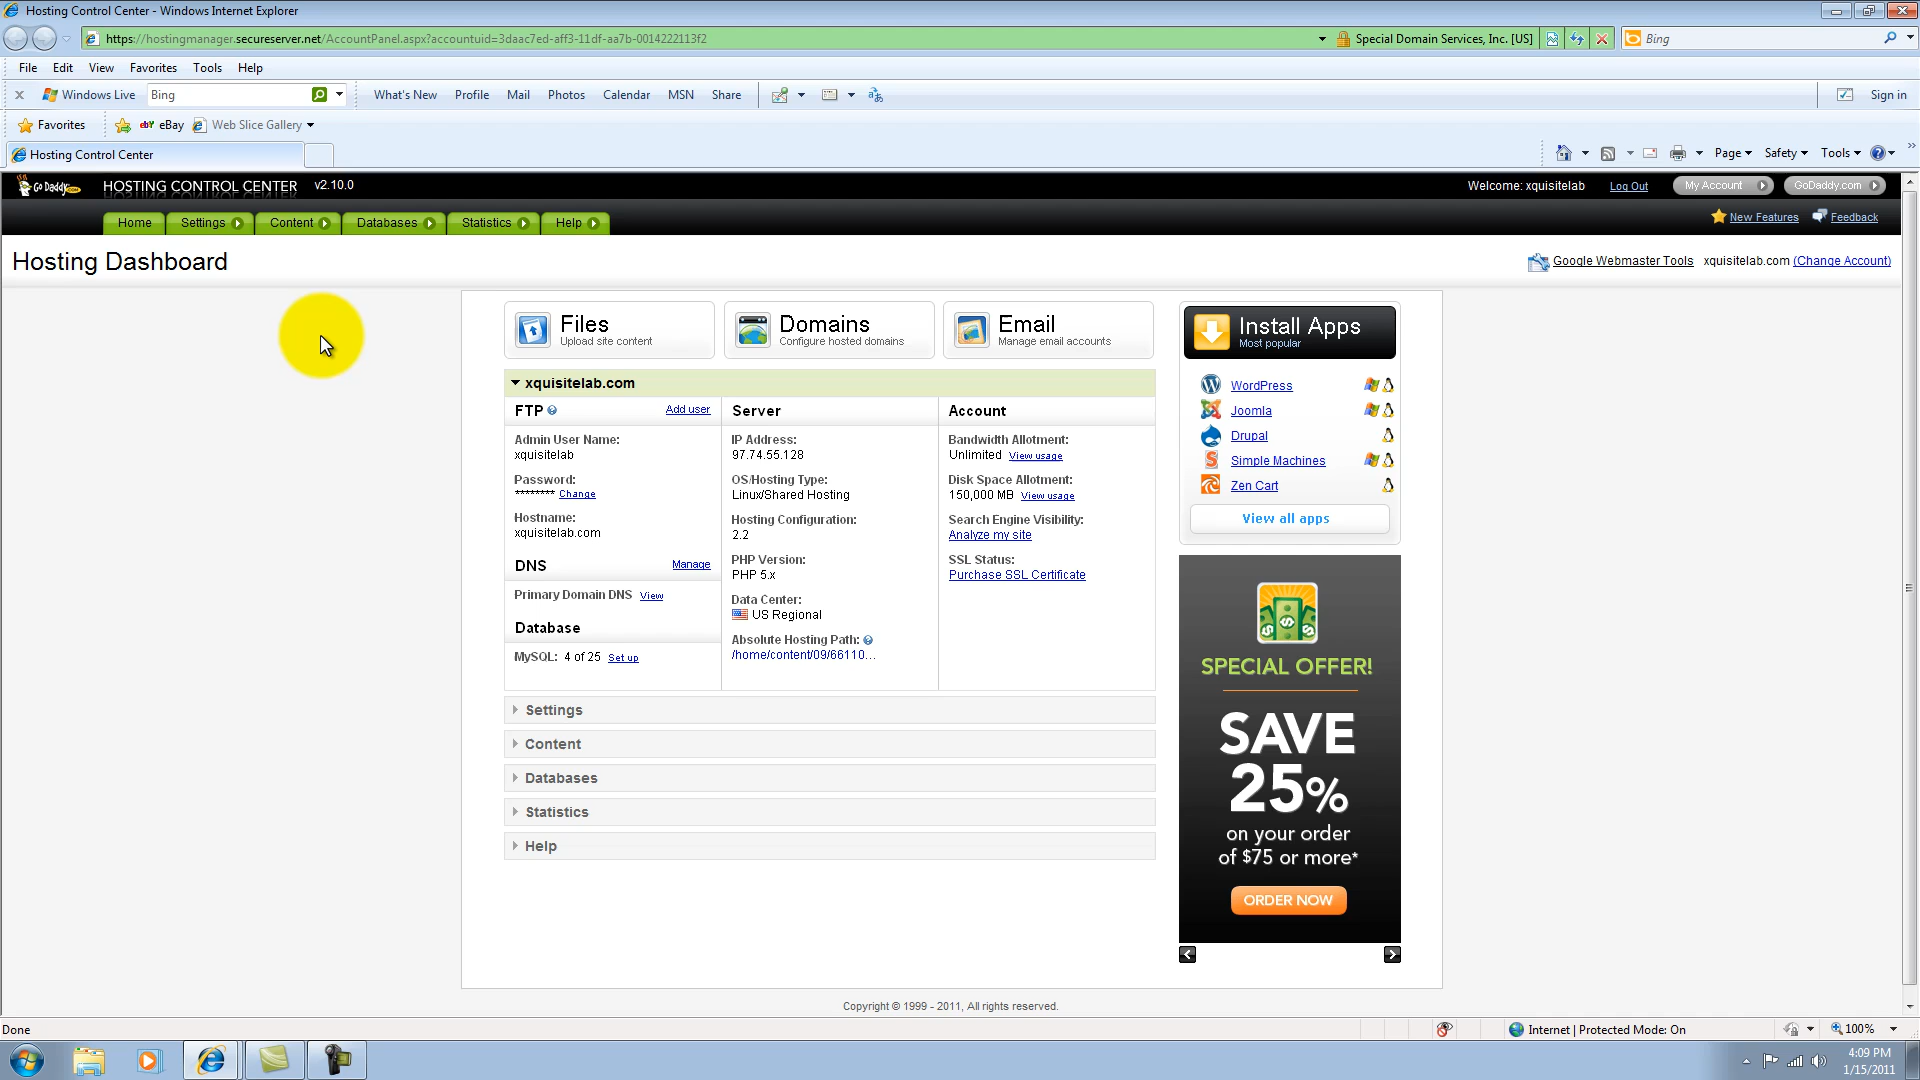 Hosting Control Center - Windows Internet Explorer
https://hostingmanager.secureserver.net/AccountPanel.aspx?accountuid=3daac7ed-aff3-11df-aa7b-0014222113f2
Special Domain Services, Inc. [US]
Bing
File Edit View Favorites Tools Help
Windows Live Bing What's New Profile Mail Photos Calendar MSN Share Sign in
Favorites eBay Web Slice Gallery
Hosting Control Center Page Safety Tools
Go Daddy.com HOSTING CONTROL CENTER v2.10.0 Welcome: xquisitelab Log Out My Account GoDaddy.com
Home Settings Content Databases Statistics Help New Features Feedback
Hosting Dashboard Google Webmaster Tools xquisitelab.com (Change Account)
Files
Upload site content
Domains
Configure hosted domains
Email
Manage email accounts
xquisitelab.com
FTP Add user
Admin User Name:
xquisitelab
Password:
******** Change
Hostname:
xquisitelab.com
DNS Manage
Primary Domain DNS View
Database
MySQL: 4 of 25 Set up
Server
IP Address:
97.74.55.128
OS/Hosting Type:
Linux/Shared Hosting
Hosting Configuration:
2.2
PHP Version:
PHP 5.x
Data Center:
US Regional
Absolute Hosting Path:
/home/content/09/66110...
Account
Bandwidth Allotment:
Unlimited View usage
Disk Space Allotment:
150,000 MB View usage
Search Engine Visibility:
Analyze my site
SSL Status:
Purchase SSL Certificate
Settings
Content
Databases
Statistics
Help
Install Apps
Most popular
WordPress
Joomla
Drupal
Simple Machines
Zen Cart
View all apps
SPECIAL OFFER!
SAVE
25%
on your order
of $75 or more*
ORDER NOW
Copyright © 1999 - 2011, All rights reserved.
Done Internet | Protected Mode: On 100%
4:09 PM
1/15/2011